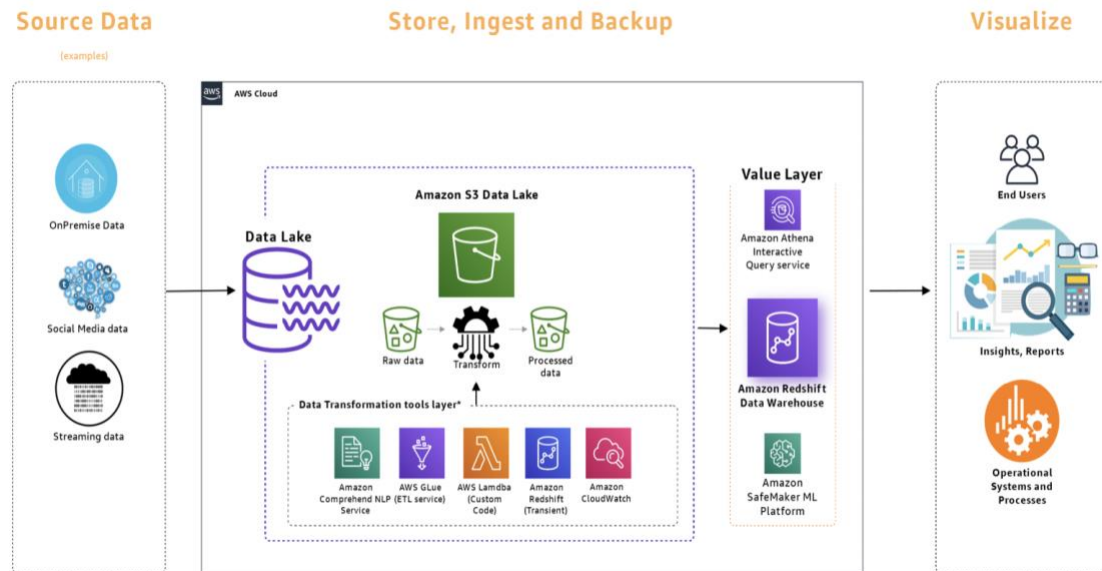 Source Data
(examples)
Store, Ingest and Backup
Visualize
OnPremise Data
Social Media data
Streaming data
aws
AWS Cloud
Data Lake
Amazon S3 Data Lake
Raw data
Transform
Processed
data
Data Transformation tools layer*
Amazon
Comprehend NLP
Service
AWS GLue
(ETL service)
AWS Lamdba
(Custom
Code)
Amazon
Redshift
(Transient)
Amazon
CloudWatch
Value Layer
Amazon Athena
Interactive
Query service
Amazon Redshift
Data Warehouse
Amazon
SafeMaker ML
Platform
End Users
Insights, Reports
Operational
Systems and
Processes